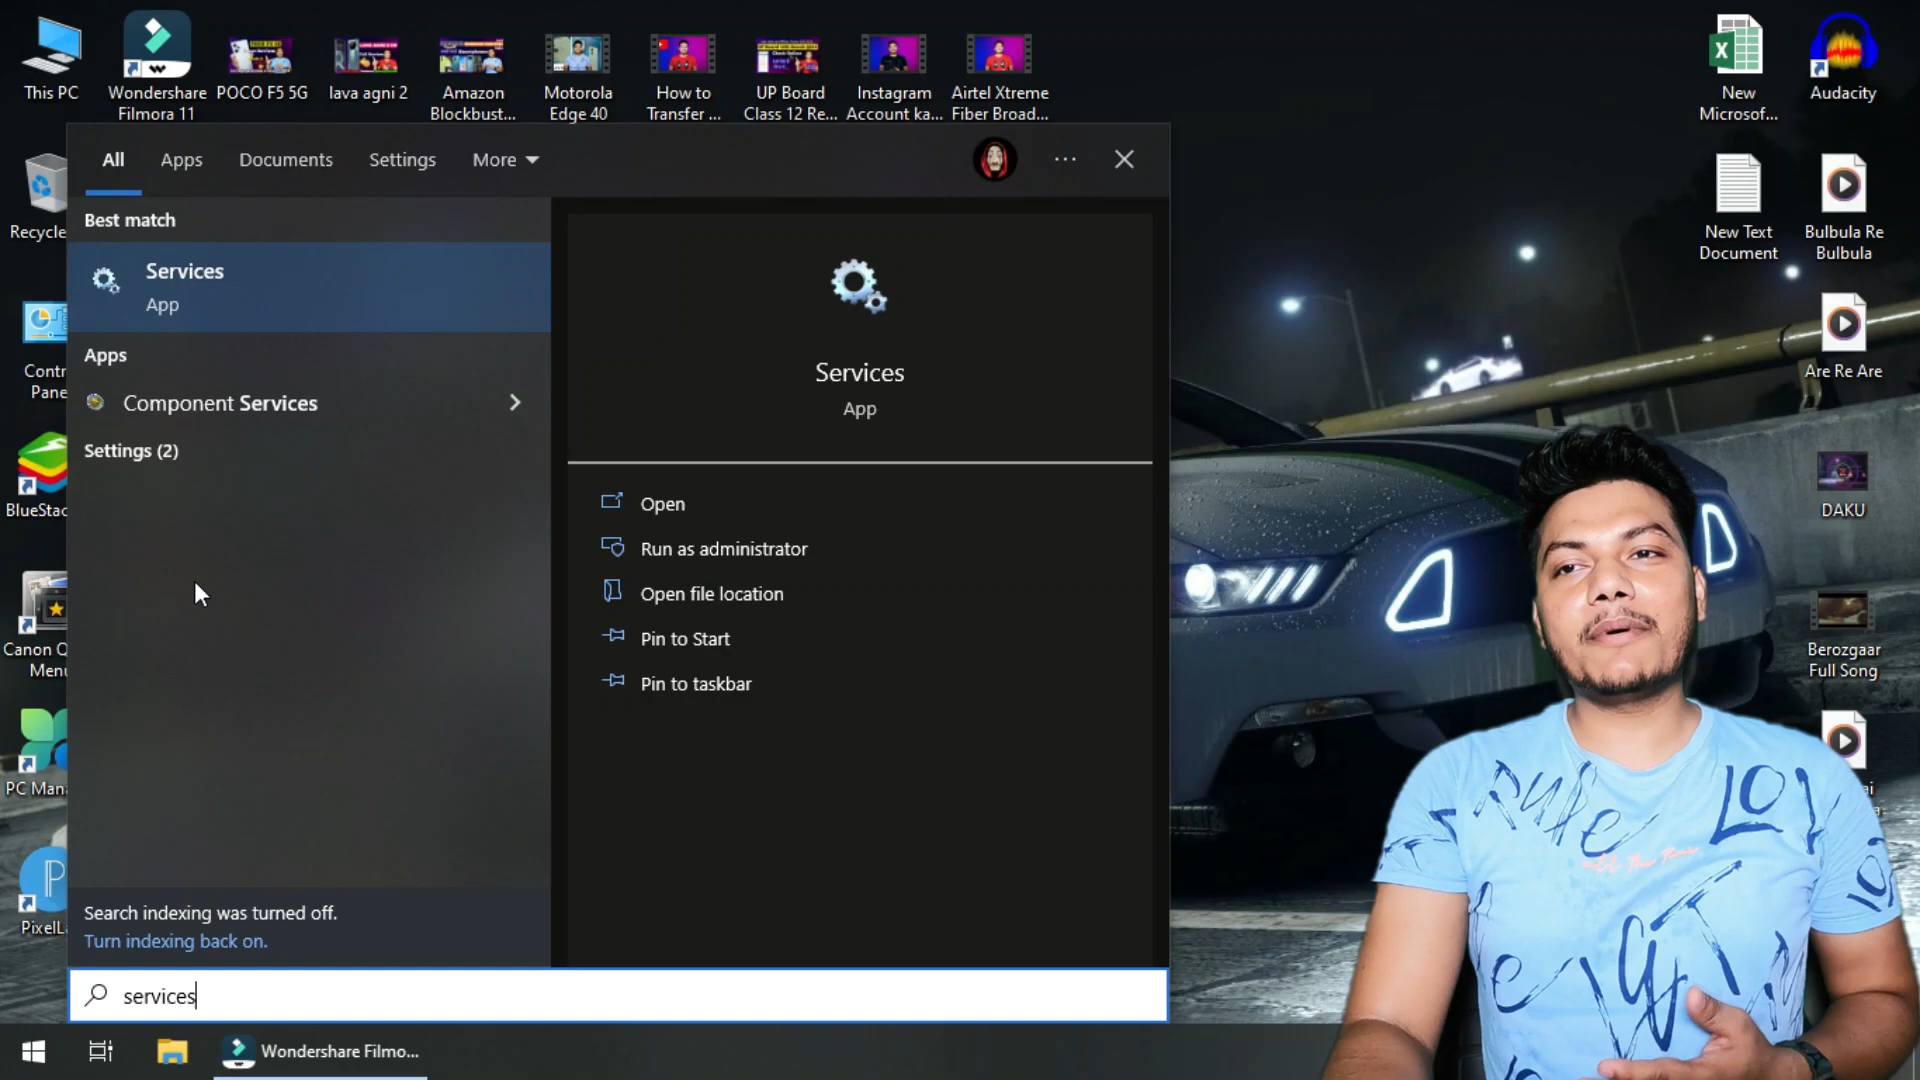 This PC
Wondershare
Filmora 11
POCO F5 5G
lava agni 2
Amazon
Blockbust...
Motorola
Edge 40
How to
Transfer ...
UP Board
Class 12 Re...
Instagram
Account ka...
Airtel Xtreme
Fiber Broad...
New
Microsof...
Audacity
All
Apps
Documents
Settings
More
Recycle
Best match
Services
App
Services
App
New Text
Document
Bulbula Re
Bulbula
Contr
Pane
Apps
Component Services
Settings (2)
Are Re Are
BlueStac
Open
Run as administrator
Open file location
Pin to Start
Pin to taskbar
DAKU
Canon Q
Menu
Berozgaar
Full Song
PC Mana
ai
PixelLa
Search indexing was turned off.
Turn indexing back on.
services
Wondershare Filmo...